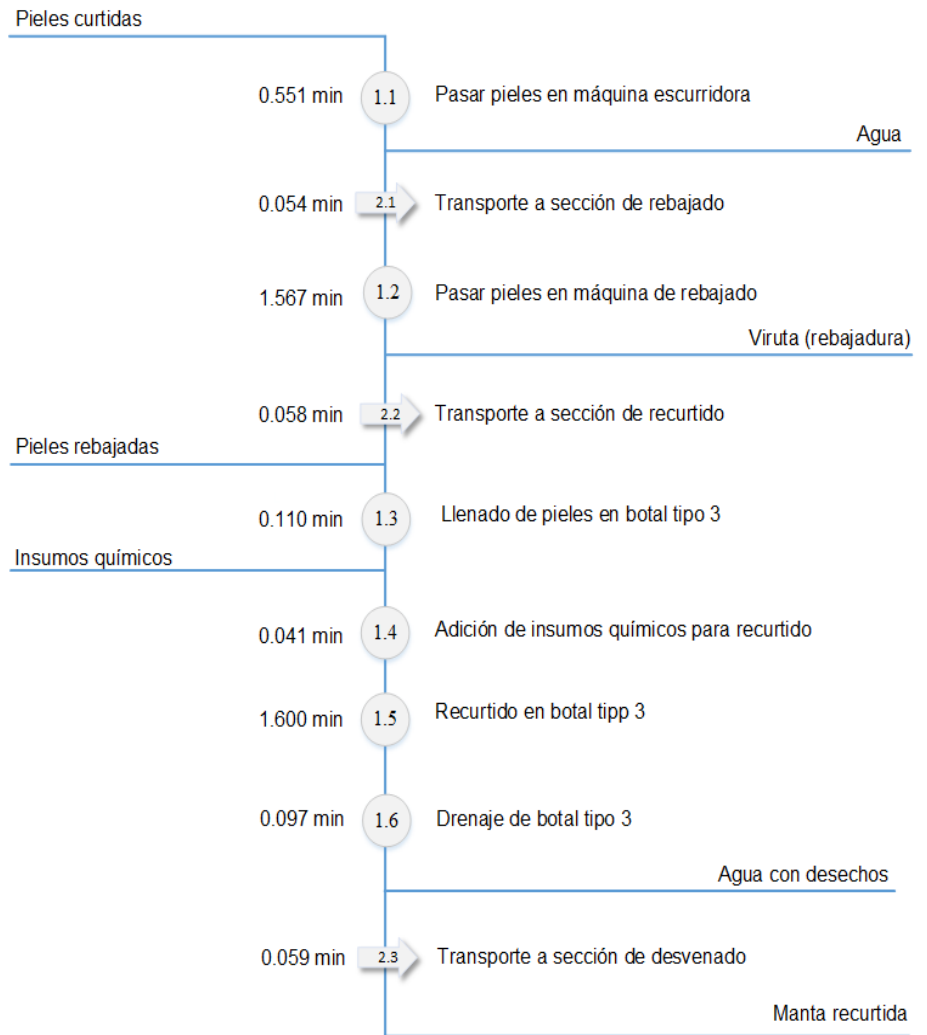 Pieles curtidas
0.551 min 1.1 Pasar pieles en máquina escurridora
Agua
0.054 min 2.1 Transporte a sección de rebajado
1.567 min 1.2 Pasar pieles en máquina de rebajado
Viruta (rebajadura)
0.058 min 2.2 Transporte a sección de recurtido
Pieles rebajadas
0.110 min 1.3 Llenado de pieles en botal tipo 3
Insumos químicos
0.041 min 1.4 Adición de insumos químicos para recurtido
1.600 min 1.5 Recurtido en botal tipp 3
0.097 min 1.6 Drenaje de botal tipo 3
Agua con desechos
0.059 min 2.3 Transporte a sección de desvenado
Manta recurtida